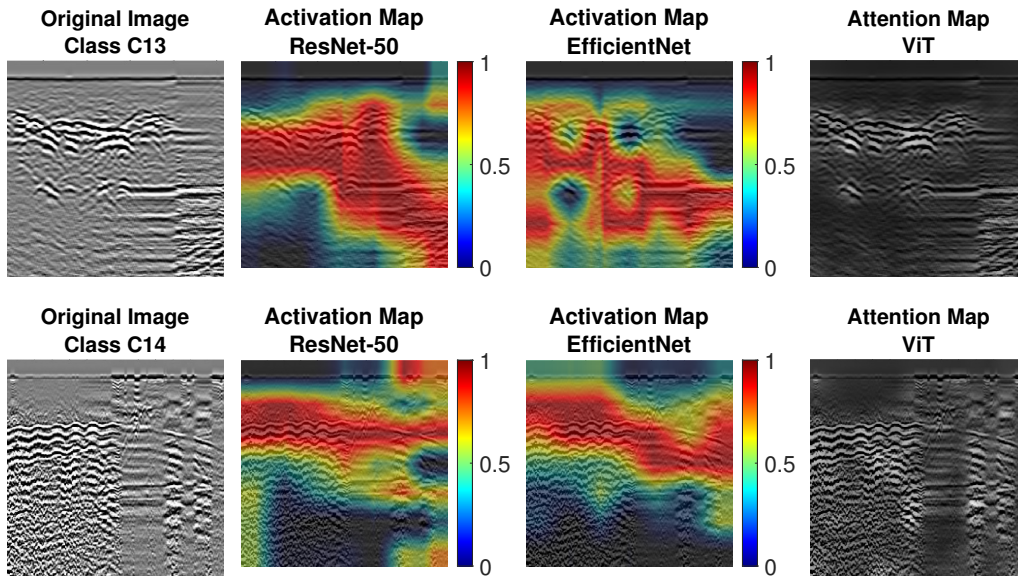 Original Image
Class C13
Activation Map
ResNet-50
Activation Map
EfficientNet
Attention Map
ViT
1
0.5
0
1
0.5
0
Original Image
Class C14
Activation Map
ResNet-50
Activation Map
EfficientNet
Attention Map
ViT
1
0.5
0
1
0.5
0